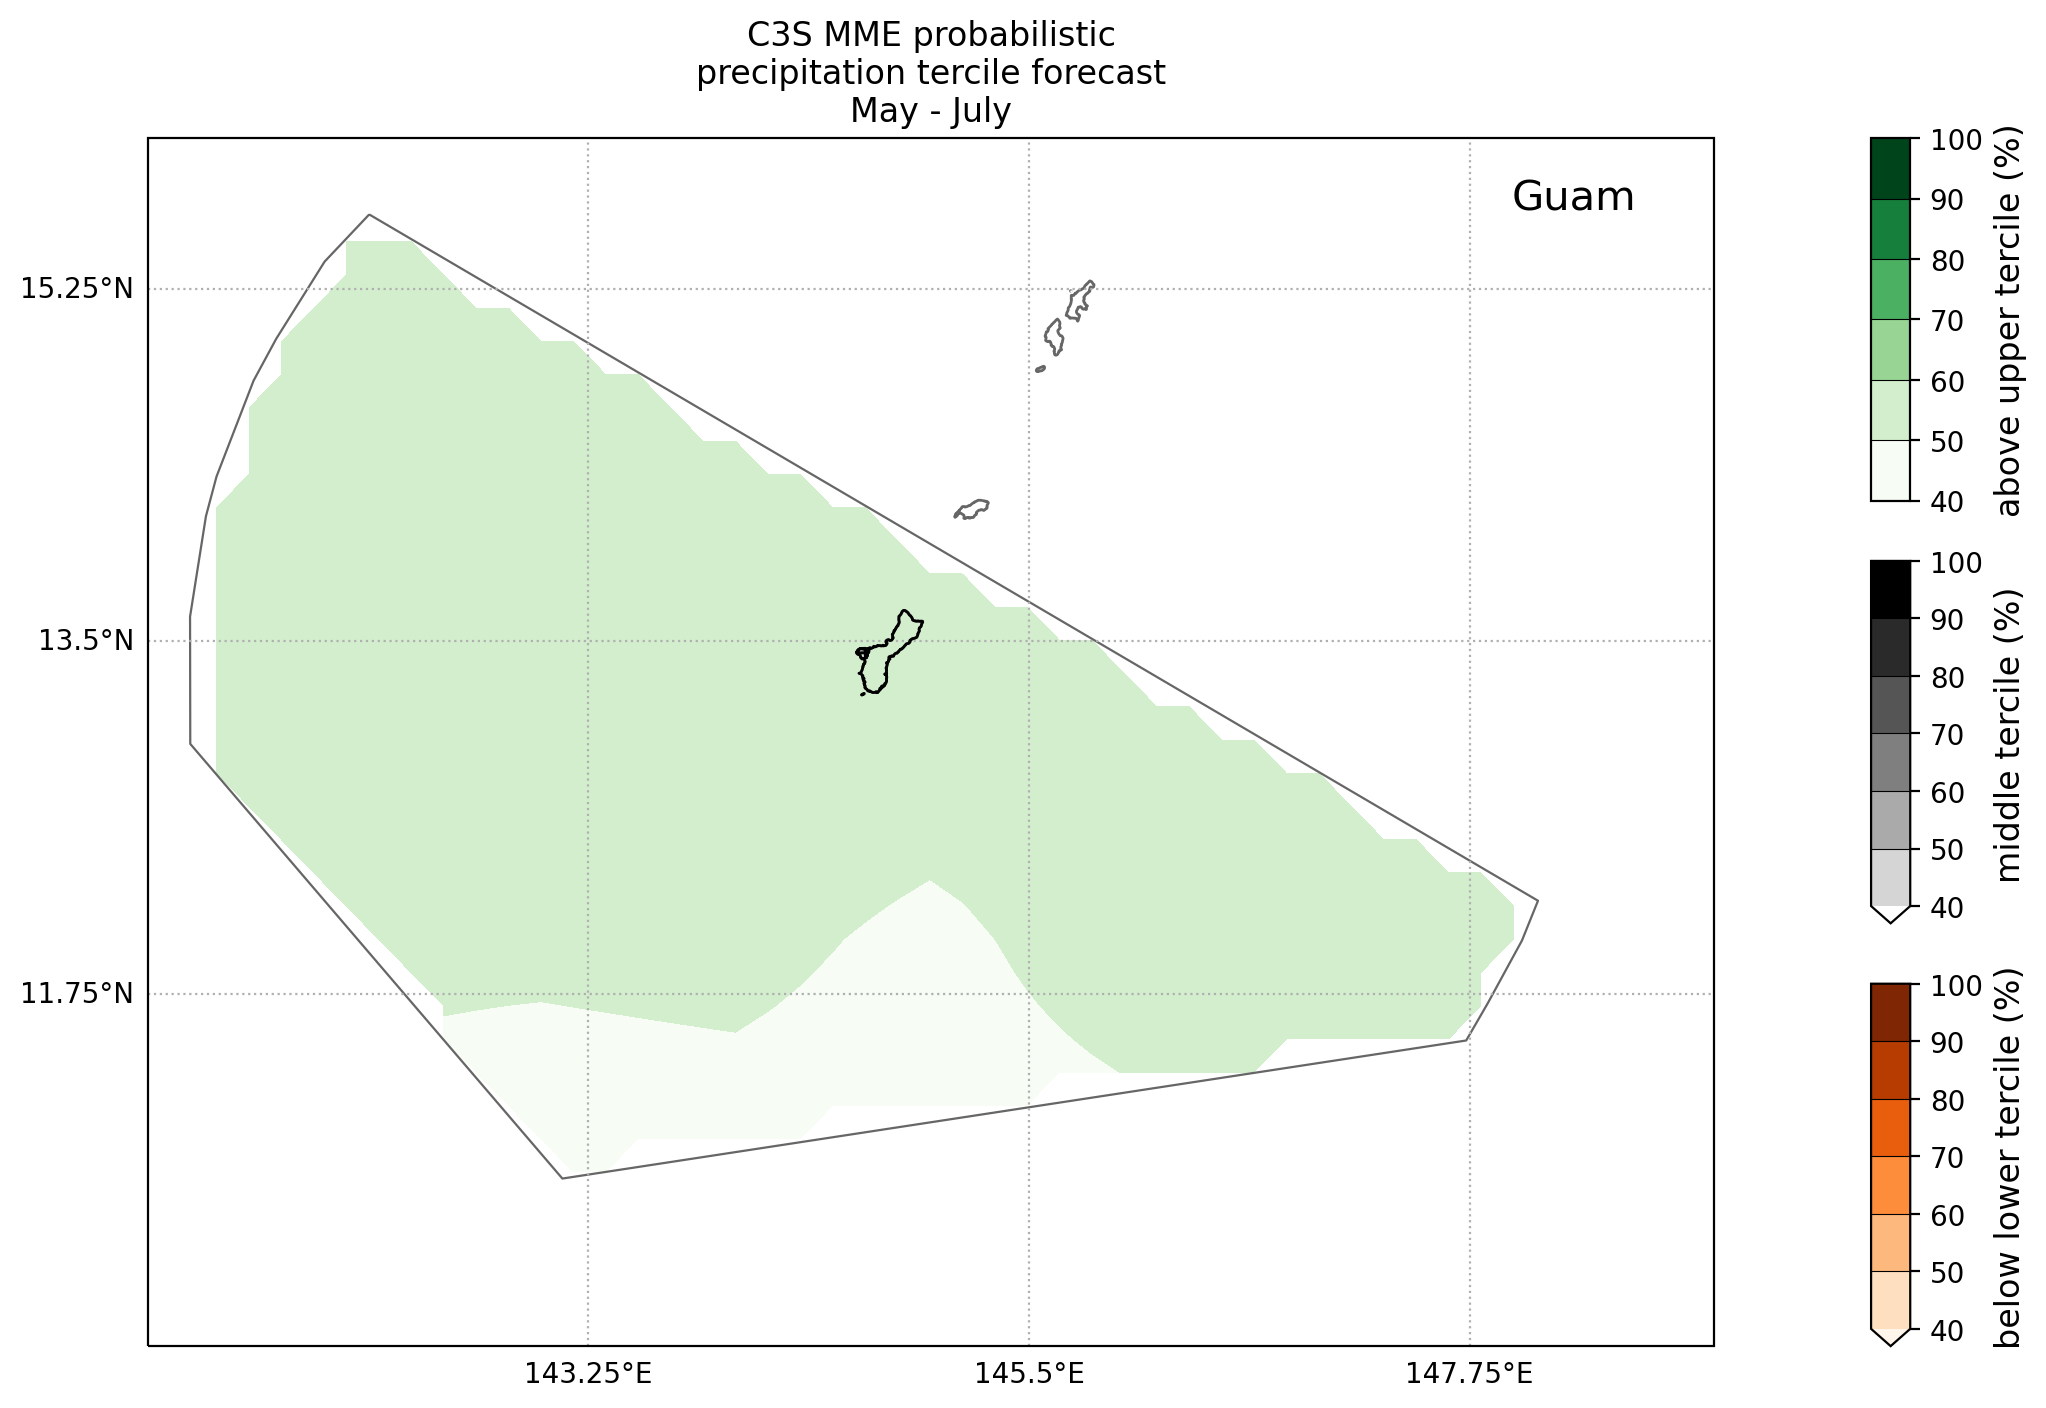 C3S MME probabilistic
precipitation tercile forecast
May - July
Guam
15.25°N
13.5°N
11.75°N
143.25°E
145.5°E
147.75°E
100
90
80
70
60
50
40
above upper tercile (%)
100
90
80
70
60
50
40
middle tercile (%)
100
90
80
70
60
50
40
below lower tercile (%)